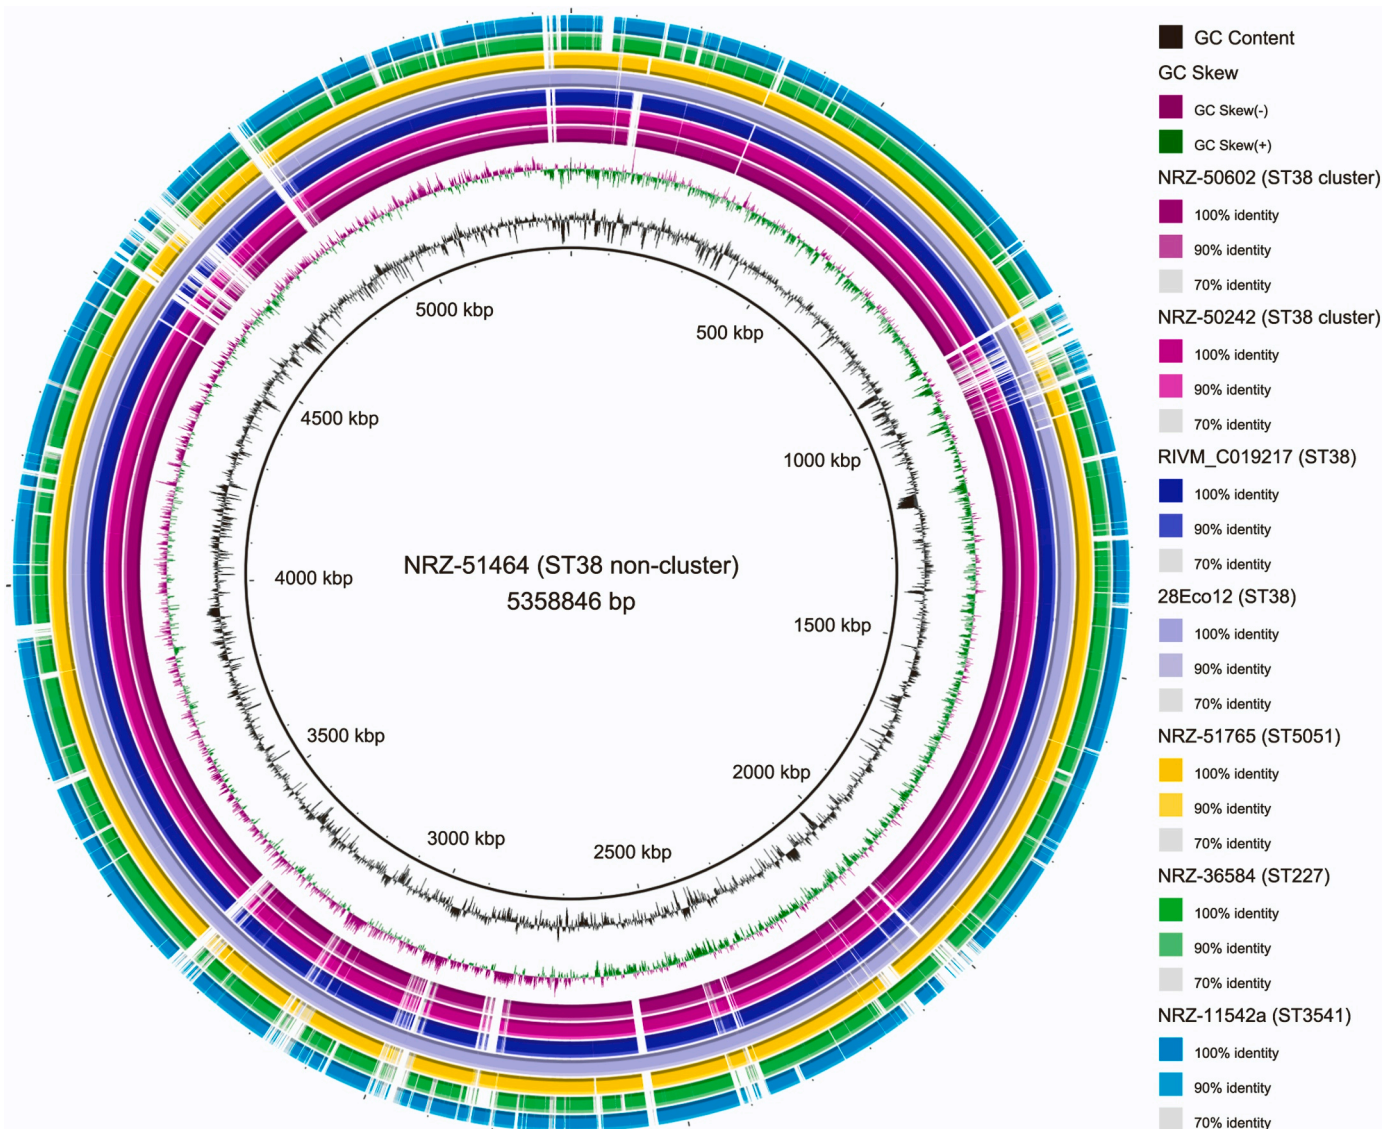 GC Content
GC Skew
GC Skew(-)
GC Skew(+)
NRZ-50602 (ST38 cluster)
100% identity
90% identity
70% identity
NRZ-50242 (ST38 cluster)
100% identity
90% identity
70% identity
RIVM_C019217 (ST38)
100% identity
90% identity
70% identity
28Eco12 (ST38)
100% identity
90% identity
70% identity
NRZ-51765 (ST5051)
100% identity
90% identity
70% identity
NRZ-36584 (ST227)
100% identity
90% identity
70% identity
NRZ-11542a (ST3541)
100% identity
90% identity
70% identity
500 kbp
1000 kbp
1500 kbp
2000 kbp
2500 kbp
3000 kbp
3500 kbp
4000 kbp
4500 kbp
5000 kbp
NRZ-51464 (ST38 non-cluster)
5358846 bp